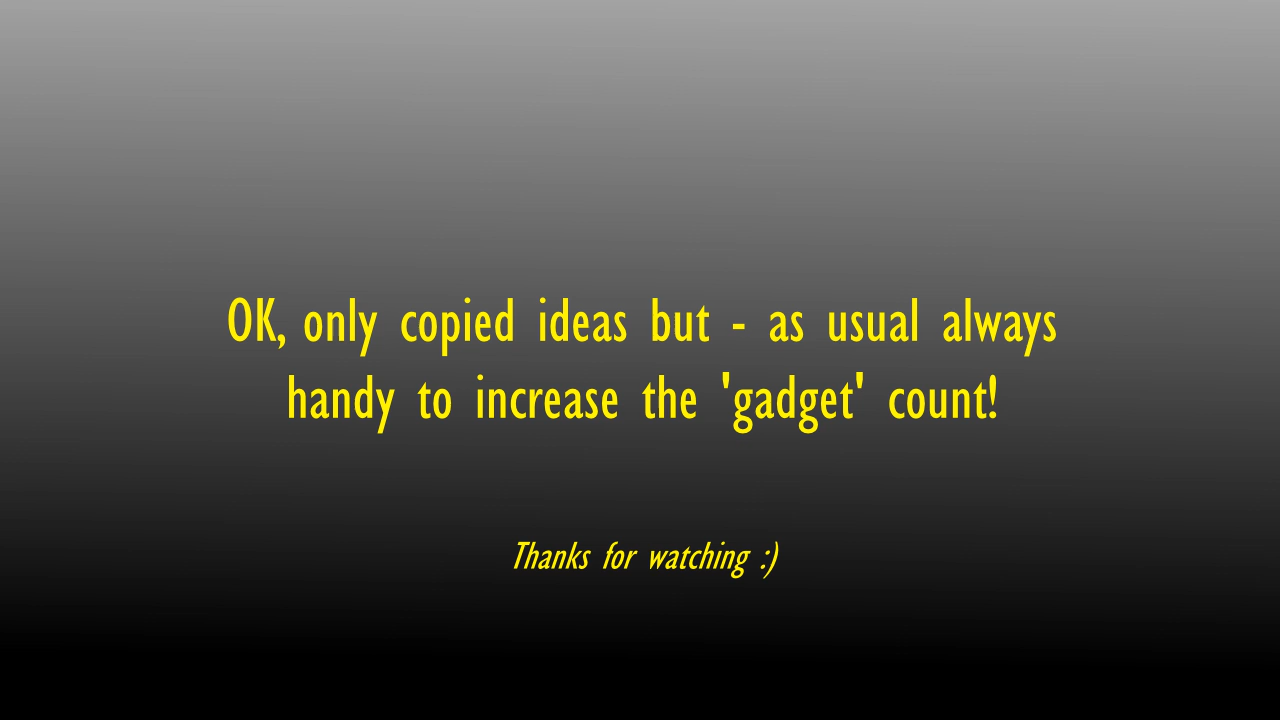 OK, only copied ideas but - as usual always
handy to increase the 'gadget' count!
Thanks for watching :)